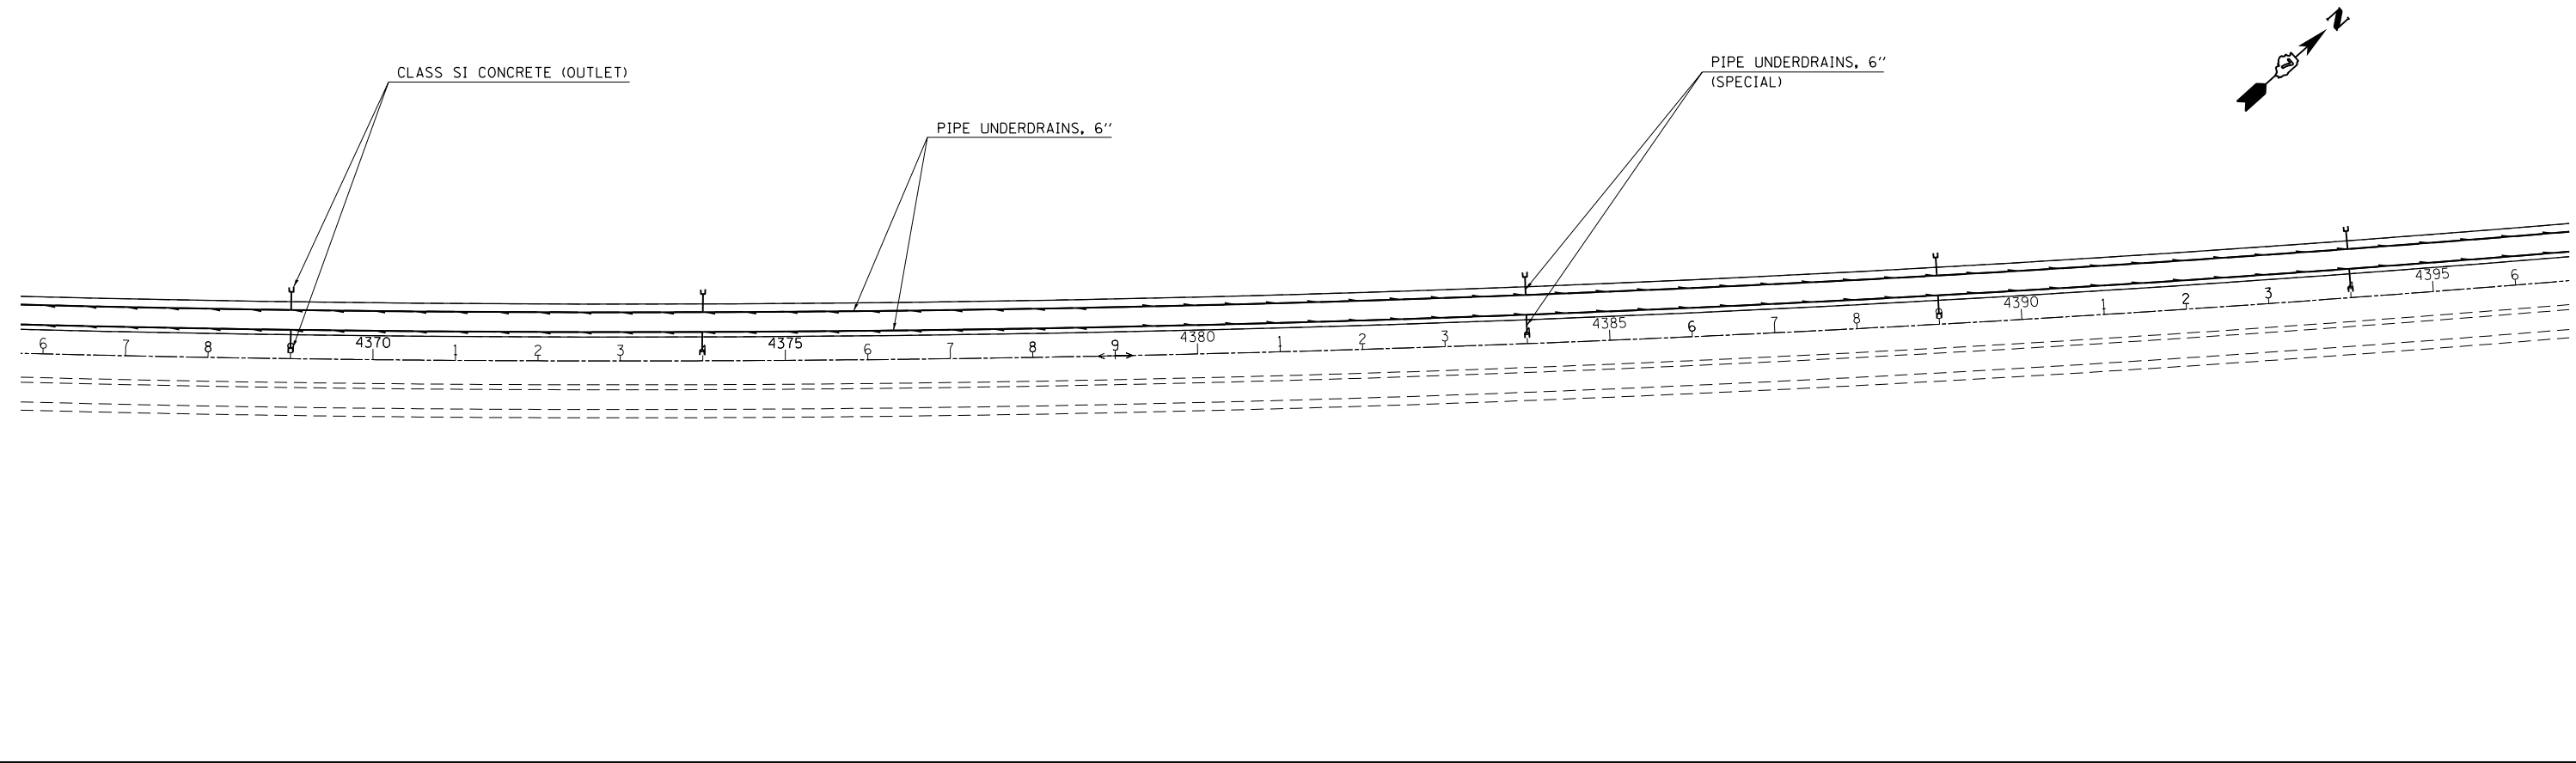 N
CLASS SI CONCRETE (OUTLET)
PIPE UNDERDRAINS, 6''
(SPECIAL)
PIPE UNDERDRAINS, 6''
6 7 8 4370 1 2 3 4375 6 7 8 9 4380 1 2 3 4385 6 7 8 4390 1 2 3 4395 6